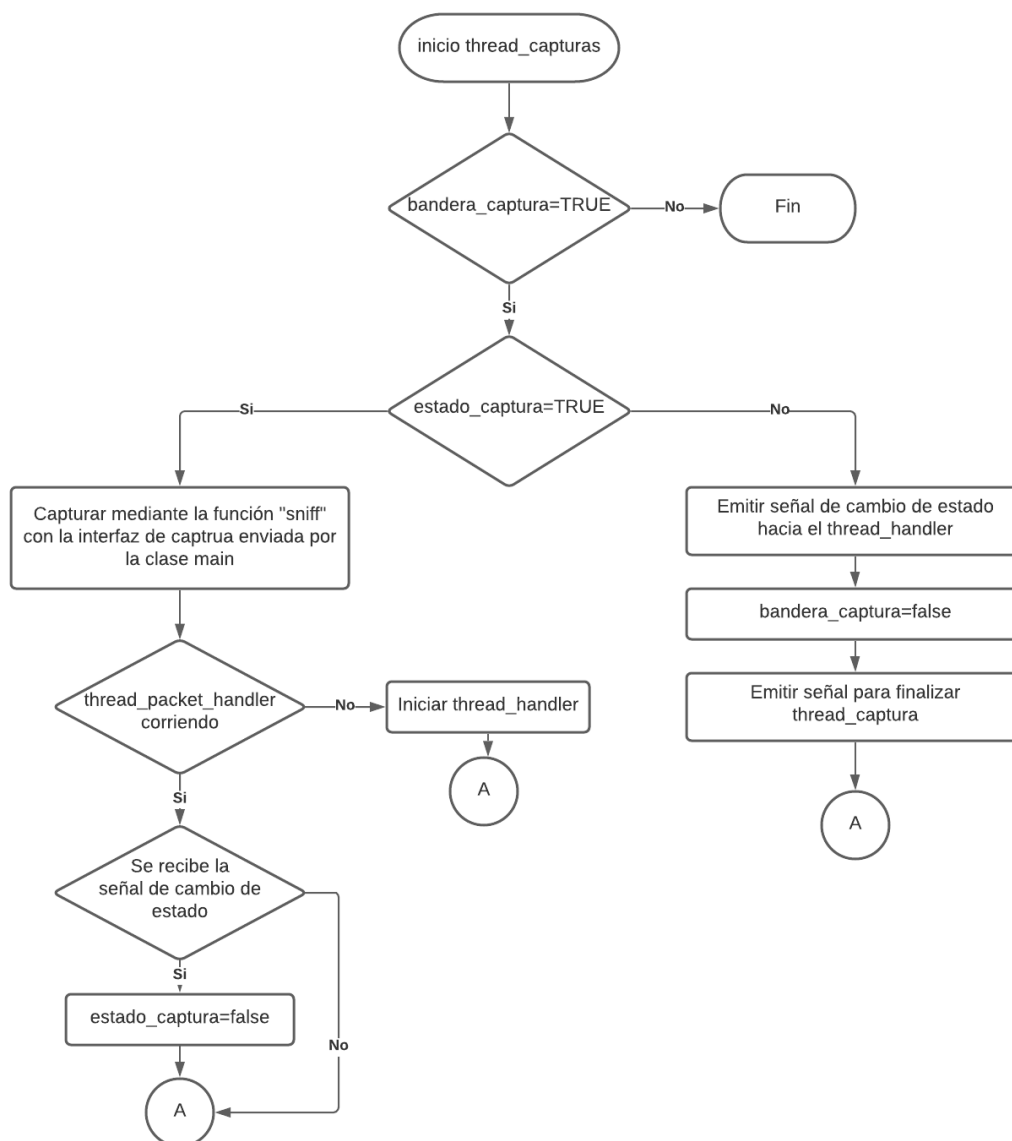 inicio thread_capturas
bandera_captura=TRUE
No
Fin
Si
estado_captura=TRUE
Si
No
Capturar mediante la función "sniff"
con la interfaz de captrua enviada por
la clase main
Emitir señal de cambio de estado
hacia el thread_handler
bandera_captura=false
thread_packet_handler
corriendo
No
Iniciar thread_handler
Emitir señal para finalizar
thread_captura
A
A
Si
Se recibe la
señal de cambio de
estado
Si
estado_captura=false
No
A